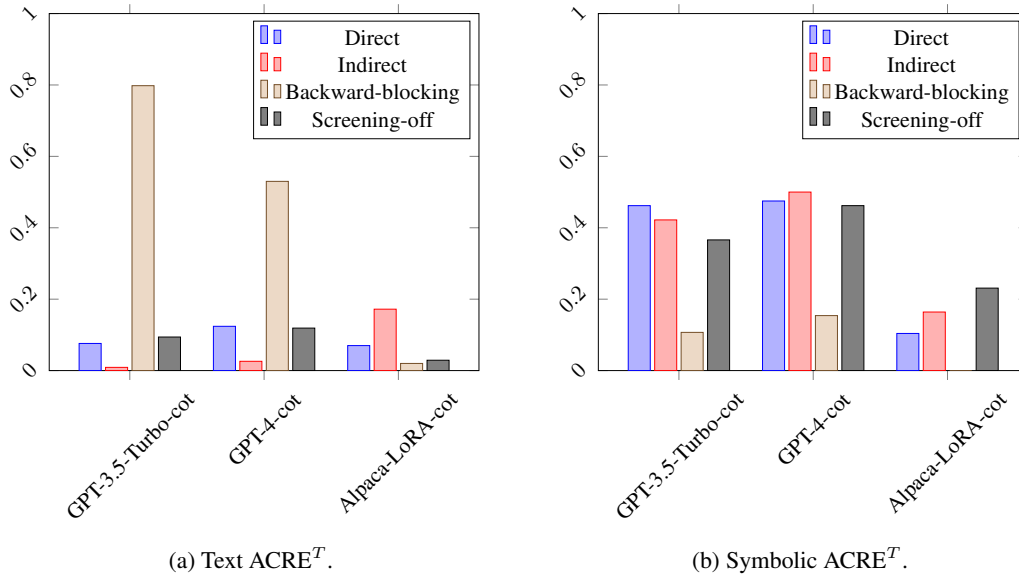 1
0.8
0.6
0.4
0.2
0
Direct
Indirect
Backward-blocking
Screening-off
GPT-3.5-Turbo-cot
GPT-4-cot
Alpaca-LoRA-cot
(a) Text ACRE^T.
1
0.8
0.6
0.4
0.2
0
Direct
Indirect
Backward-blocking
Screening-off
GPT-3.5-Turbo-cot
GPT-4-cot
Alpaca-LoRA-cot
(b) Symbolic ACRE^T.